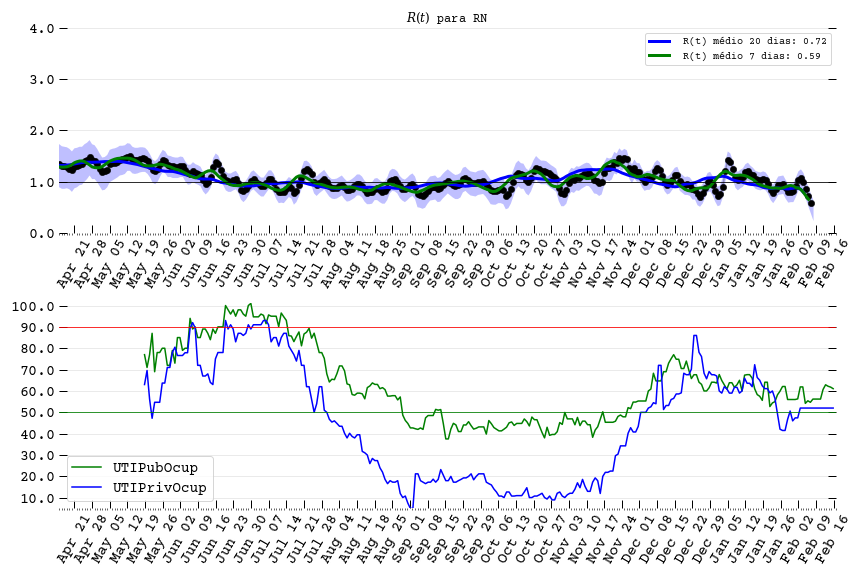 R(t) para RN
4.0
R(t) médio 20 dias: 0.72
R(t) médio 7 dias: 0.59
3.0
2.0
1.0
0.0
Apr 21 Apr 28 May 05 May 12 May 19 May 26 Jun 02 Jun 09 Jun 16 Jun 23 Jun 30 Jul 07 Jul 14 Jul 21 Jul 28 Aug 04 Aug 11 Aug 18 Aug 25 Sep 01 Sep 08 Sep 15 Sep 22 Sep 29 Oct 06 Oct 13 Oct 20 Oct 27 Nov 03 Nov 10 Nov 17 Nov 24 Dec 01 Dec 08 Dec 15 Dec 22 Dec 29 Jan 05 Jan 12 Jan 19 Jan 26 Feb 02 Feb 09 Feb 16
100.0
90.0
80.0
70.0
60.0
50.0
40.0
30.0
20.0
10.0
UTIPubOcup
UTIPrivOcup
Apr 21 Apr 28 May 05 May 12 May 19 May 26 Jun 02 Jun 09 Jun 16 Jun 23 Jun 30 Jul 07 Jul 14 Jul 21 Jul 28 Aug 04 Aug 11 Aug 18 Aug 25 Sep 01 Sep 08 Sep 15 Sep 22 Sep 29 Oct 06 Oct 13 Oct 20 Oct 27 Nov 03 Nov 10 Nov 17 Nov 24 Dec 01 Dec 08 Dec 15 Dec 22 Dec 29 Jan 05 Jan 12 Jan 19 Jan 26 Feb 02 Feb 09 Feb 16